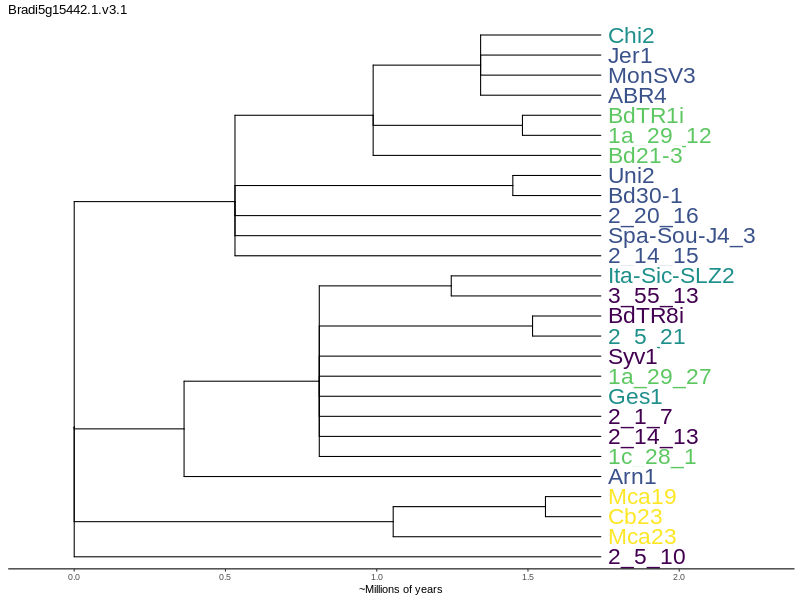 Bradi5g15442.1.v3.1
Chi2
Jer1
MonSV3
ABR4
BdTR1i
1a_29_12
Bd21-3
Uni2
Bd30-1
2_20_16
Spa-Sou-J4_3
2_14_15
Ita-Sic-SLZ2
3_55_13
BdTR8i
2_5_21
Syv1
1a_29_27
Ges1
2_1_7
2_14_13
1c_28_1
Arn1
Mca19
Cb23
Mca23
2_5_10
0.0 0.5 1.0 1.5 2.0
~Millions of years